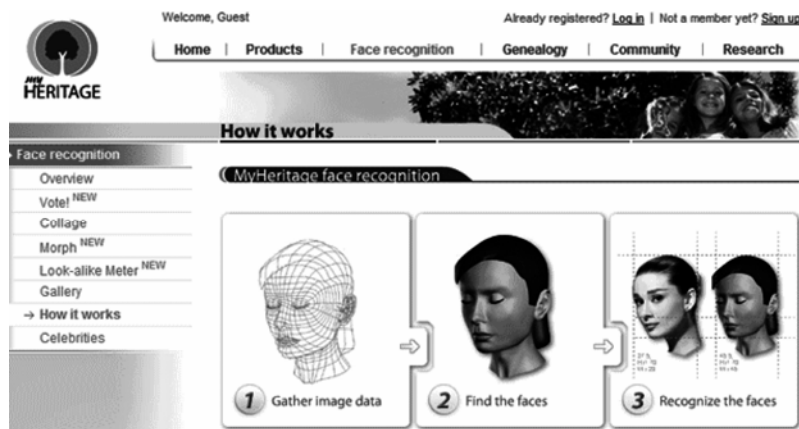 Welcome, Guest
Already registered? Log in | Not a member yet? Sign up
Home | Products | Face recognition | Genealogy | Community | Research
my
HERITAGE
How it works
Face recognition
MyHeritage face recognition
Overview
Vote! NEW
Collage
Morph NEW
Look-alike Meter NEW
Gallery
→ How it works
Celebrities
1 Gather image data
2 Find the faces
3 Recognize the faces